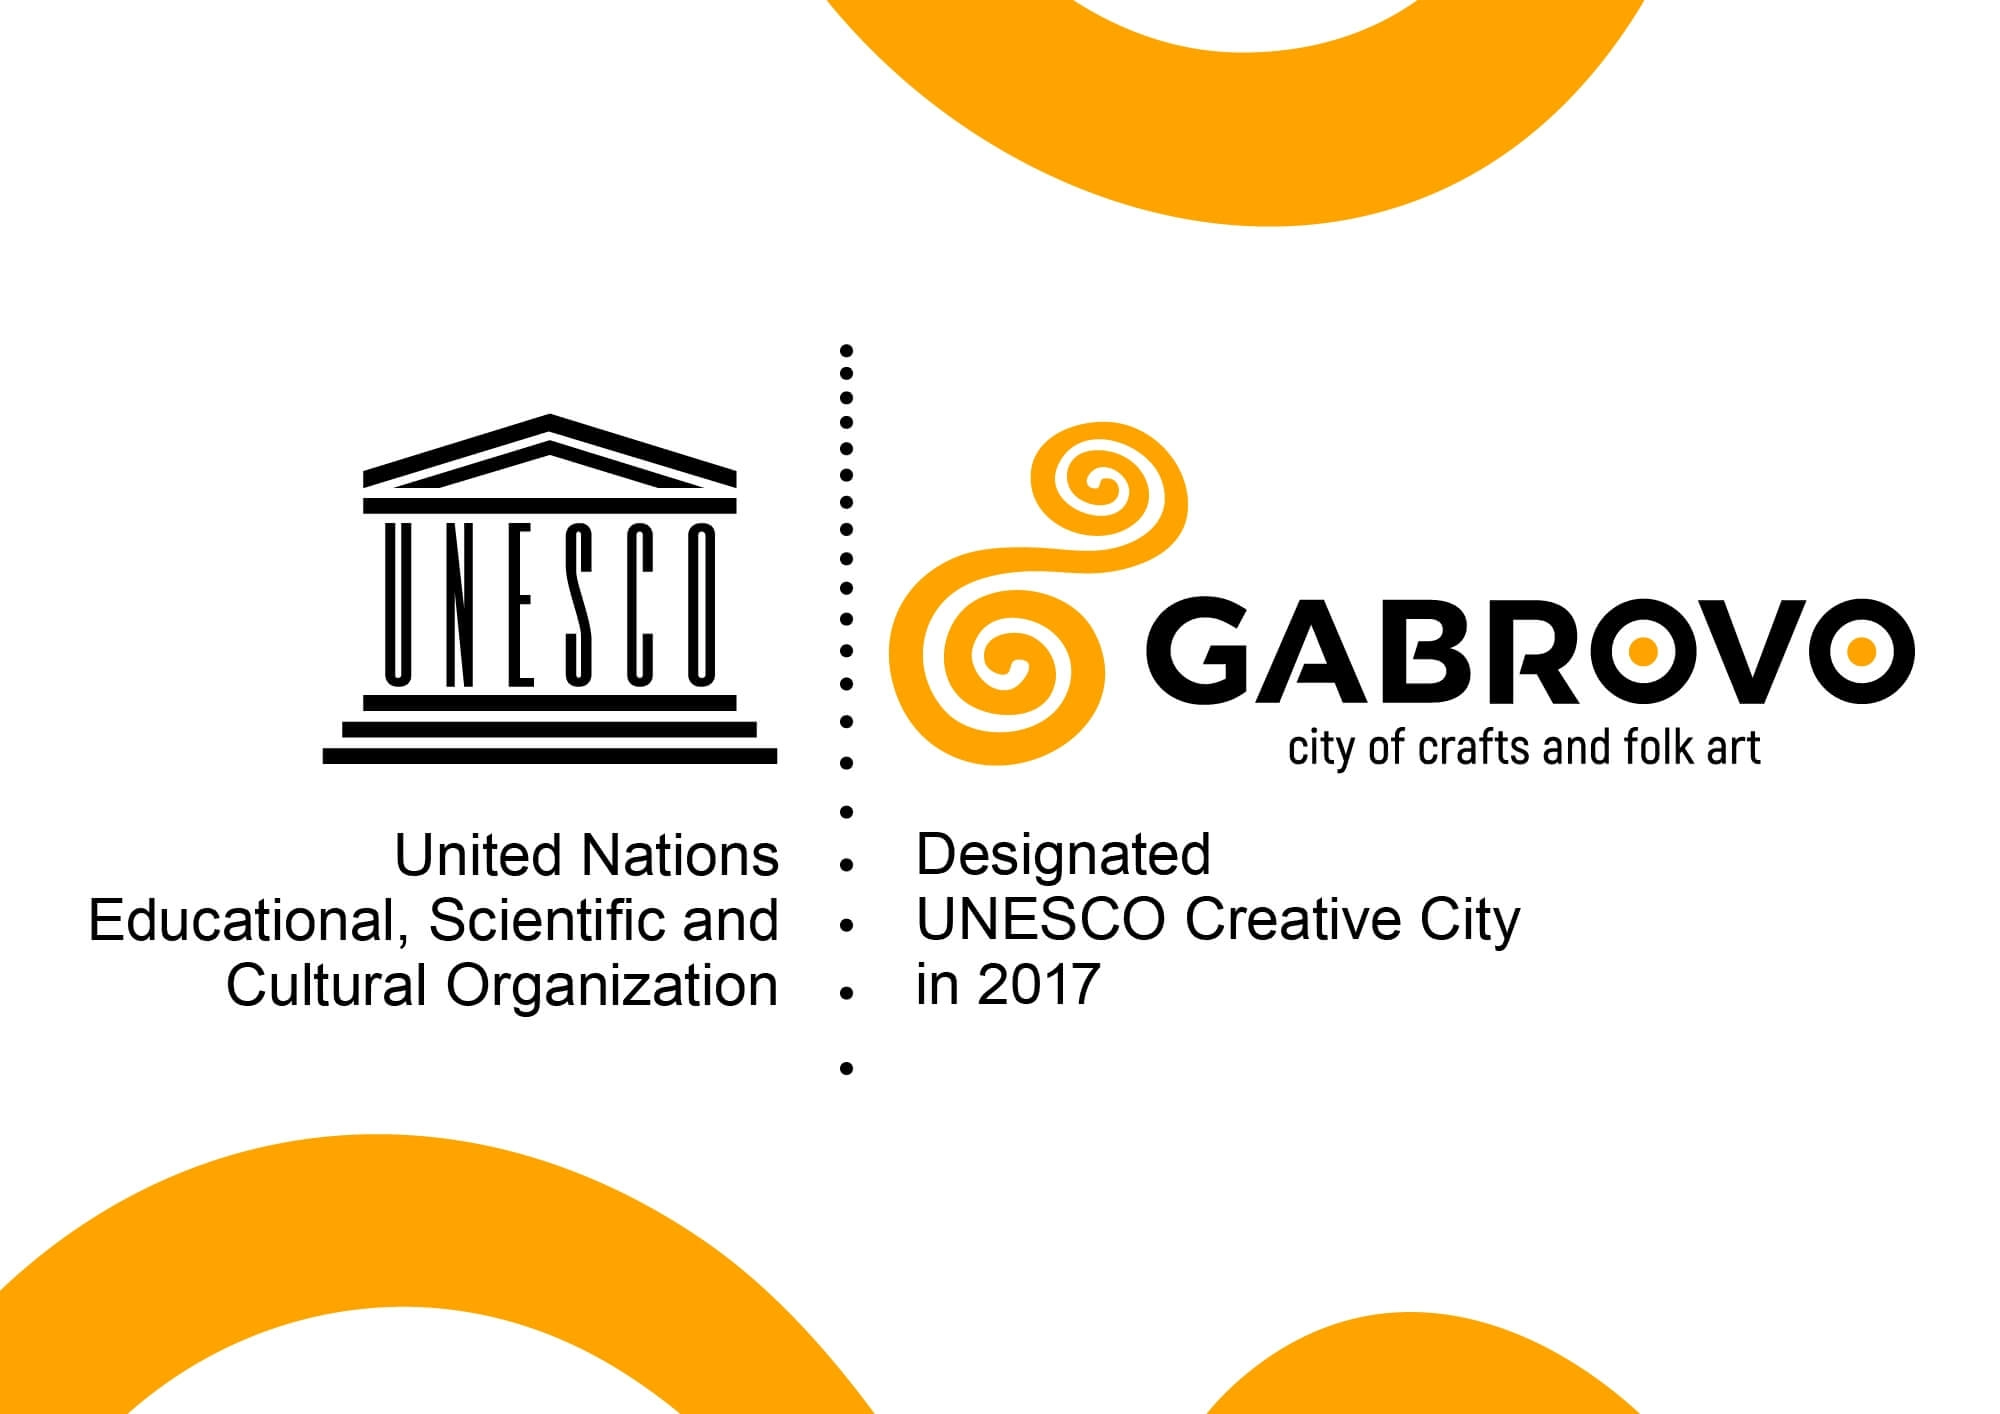 UNESCO
United Nations
Educational, Scientific and
Cultural Organization
GABROVO
city of crafts and folk art
Designated
UNESCO Creative City
in 2017